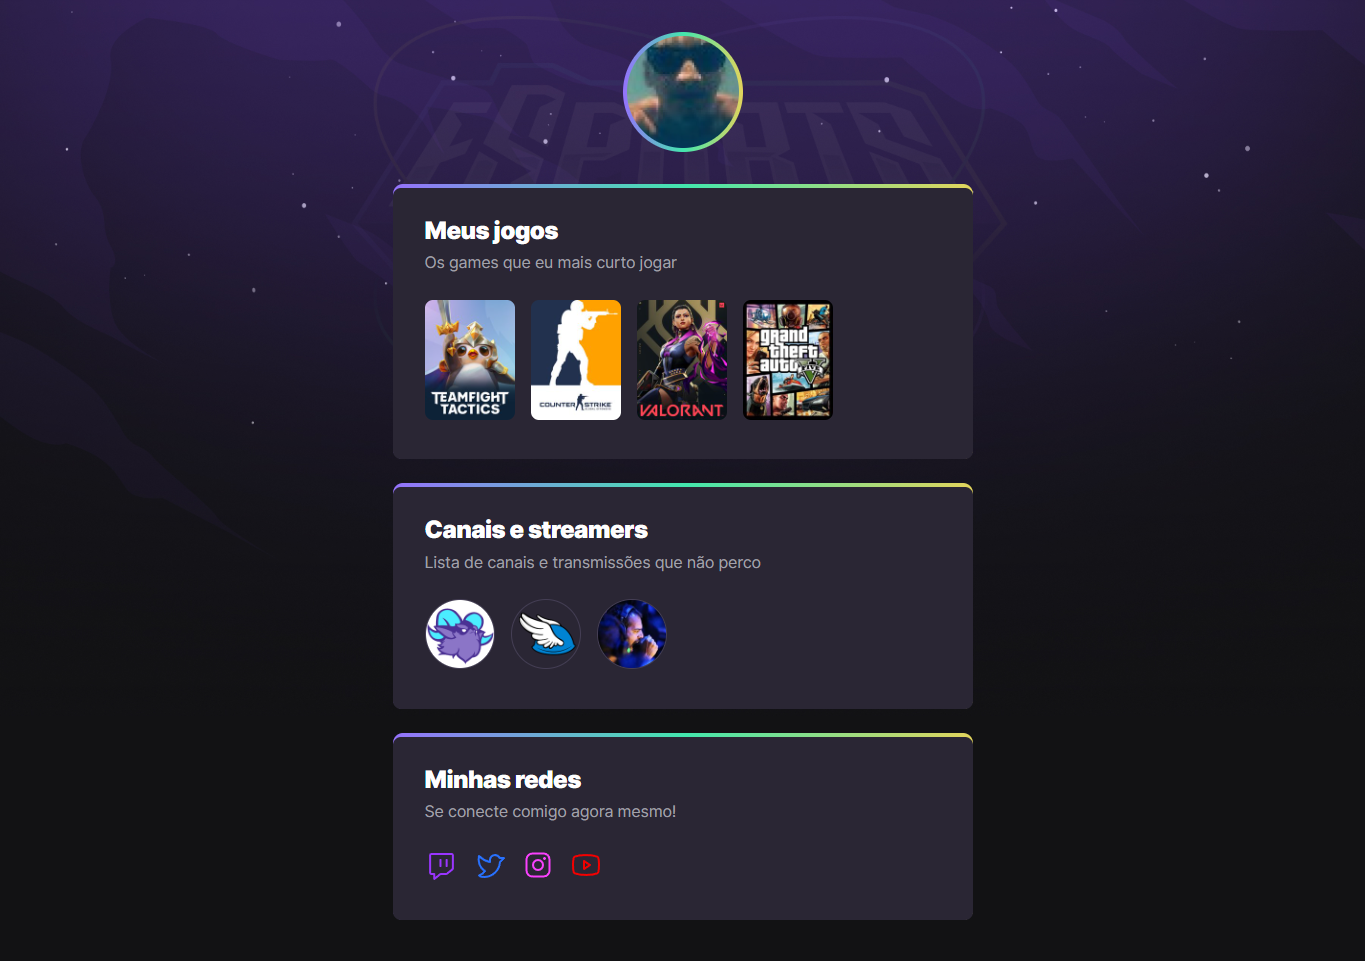 ESPORTS
Meus jogos
Os games que eu mais curto jogar
TEAMFIGHT
TACTICS
COUNTER STRIKE
VALORANT
grand
theft
auto
V
FIVE
Canais e streamers
Lista de canais e transmissões que não perco
Minhas redes
Se conecte comigo agora mesmo!